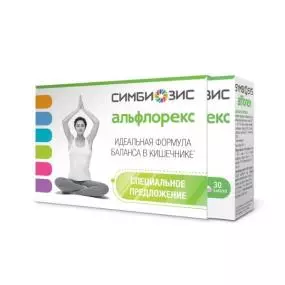 СИМБИОЗИС
альфлорекс
ИДЕАЛЬНАЯ ФОРМУЛА
БАЛАНСА В КИШЕЧНИКЕ*
СПЕЦИАЛЬНОЕ
ПРЕДЛОЖЕНИЕ
30